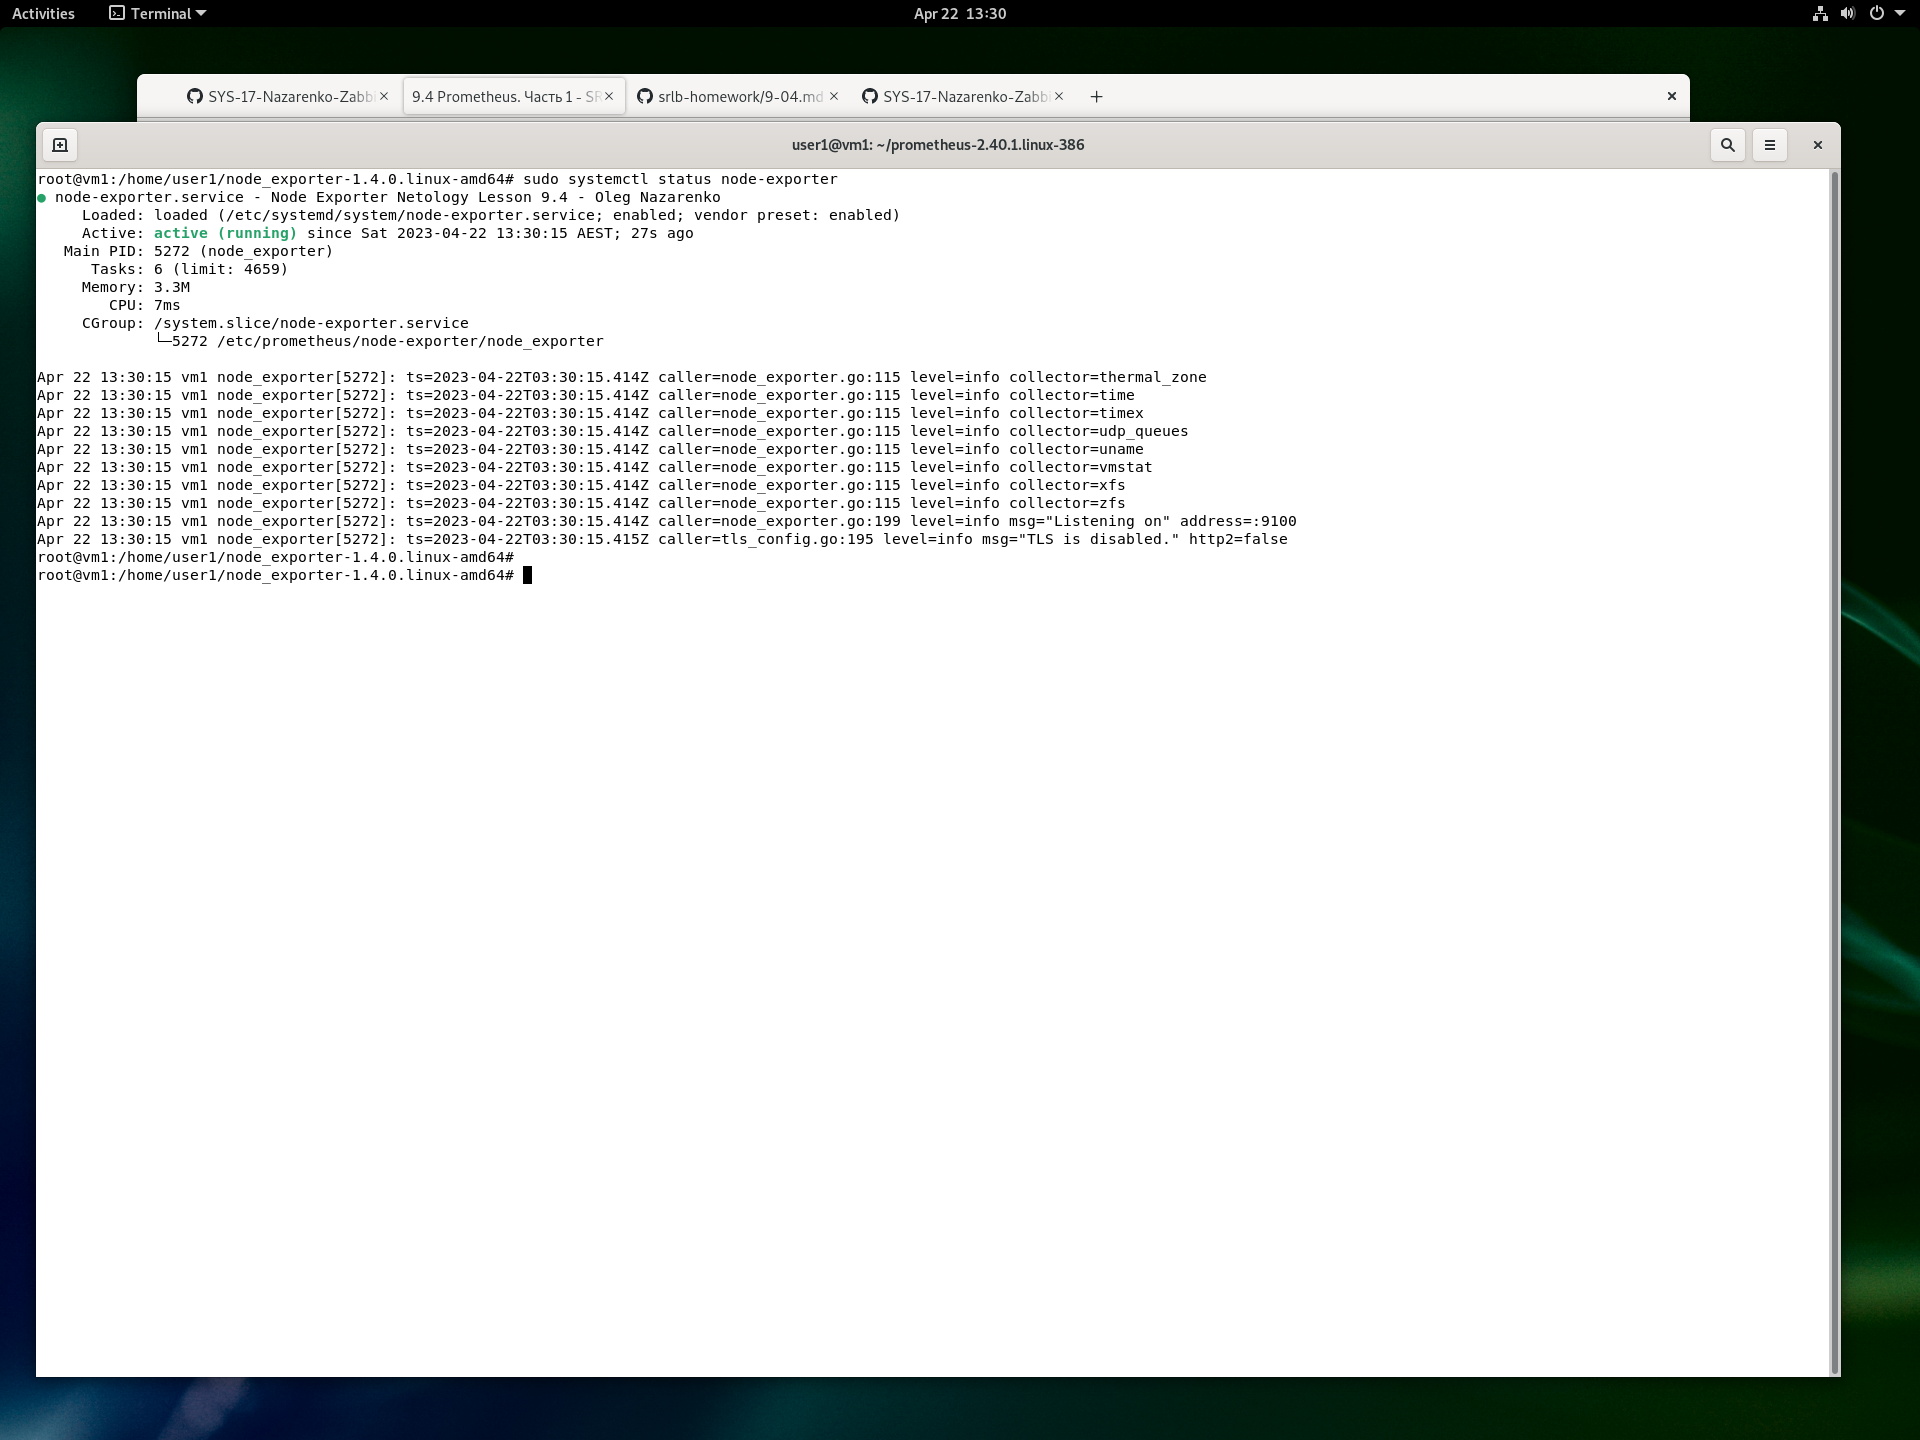 Activities Terminal Apr 22 13:30
SYS-17-Nazarenko-Zabb 9.4 Prometheus. Часть 1 - SR srlb-homework/9-04.md SYS-17-Nazarenko-Zabb
user1@vm1: ~/prometheus-2.40.1.linux-386
root@vm1:/home/user1/node_exporter-1.4.0.linux-amd64# sudo systemctl status node-exporter
● node-exporter.service - Node Exporter Netology Lesson 9.4 - Oleg Nazarenko
Loaded: loaded (/etc/systemd/system/node-exporter.service; enabled; vendor preset: enabled)
Active: active (running) since Sat 2023-04-22 13:30:15 AEST; 27s ago
Main PID: 5272 (node_exporter)
Tasks: 6 (limit: 4659)
Memory: 3.3M
CPU: 7ms
CGroup: /system.slice/node-exporter.service
└─5272 /etc/prometheus/node-exporter/node_exporter
Apr 22 13:30:15 vm1 node_exporter[5272]: ts=2023-04-22T03:30:15.414Z caller=node_exporter.go:115 level=info collector=thermal_zone
Apr 22 13:30:15 vm1 node_exporter[5272]: ts=2023-04-22T03:30:15.414Z caller=node_exporter.go:115 level=info collector=time
Apr 22 13:30:15 vm1 node_exporter[5272]: ts=2023-04-22T03:30:15.414Z caller=node_exporter.go:115 level=info collector=timex
Apr 22 13:30:15 vm1 node_exporter[5272]: ts=2023-04-22T03:30:15.414Z caller=node_exporter.go:115 level=info collector=udp_queues
Apr 22 13:30:15 vm1 node_exporter[5272]: ts=2023-04-22T03:30:15.414Z caller=node_exporter.go:115 level=info collector=uname
Apr 22 13:30:15 vm1 node_exporter[5272]: ts=2023-04-22T03:30:15.414Z caller=node_exporter.go:115 level=info collector=vmstat
Apr 22 13:30:15 vm1 node_exporter[5272]: ts=2023-04-22T03:30:15.414Z caller=node_exporter.go:115 level=info collector=xfs
Apr 22 13:30:15 vm1 node_exporter[5272]: ts=2023-04-22T03:30:15.414Z caller=node_exporter.go:115 level=info collector=zfs
Apr 22 13:30:15 vm1 node_exporter[5272]: ts=2023-04-22T03:30:15.414Z caller=node_exporter.go:199 level=info msg="Listening on" address=:9100
Apr 22 13:30:15 vm1 node_exporter[5272]: ts=2023-04-22T03:30:15.415Z caller=tls_config.go:195 level=info msg="TLS is disabled." http2=false
root@vm1:/home/user1/node_exporter-1.4.0.linux-amd64#
root@vm1:/home/user1/node_exporter-1.4.0.linux-amd64#